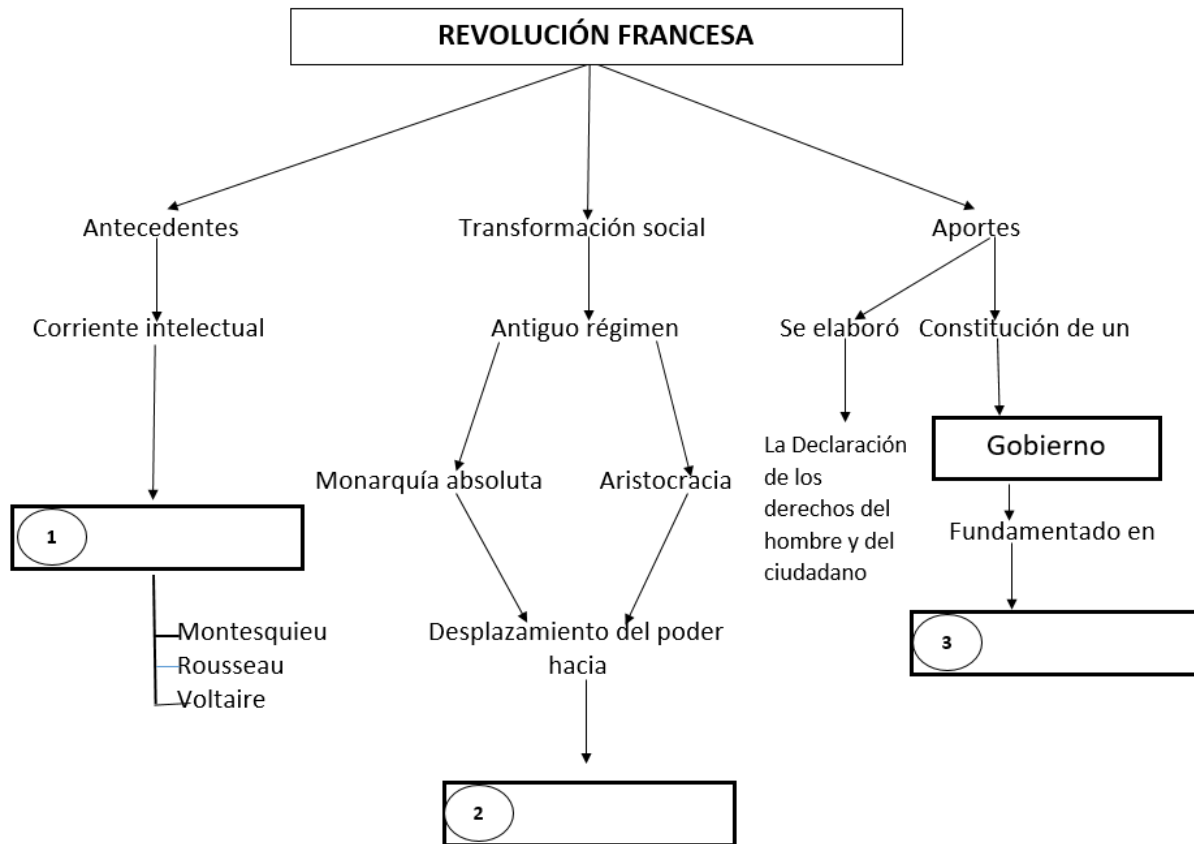 REVOLUCIÓN FRANCESA
Antecedentes
Transformación social
Aportes
Corriente intelectual
Antiguo régimen
Se elaboró
Constitución de un
Monarquía absoluta
Aristocracia
La Declaración
de los
derechos del
hombre y del
ciudadano
Gobierno
Fundamentado en
1
Montesquieu
Rousseau
Voltaire
Desplazamiento del poder
hacia
3
2